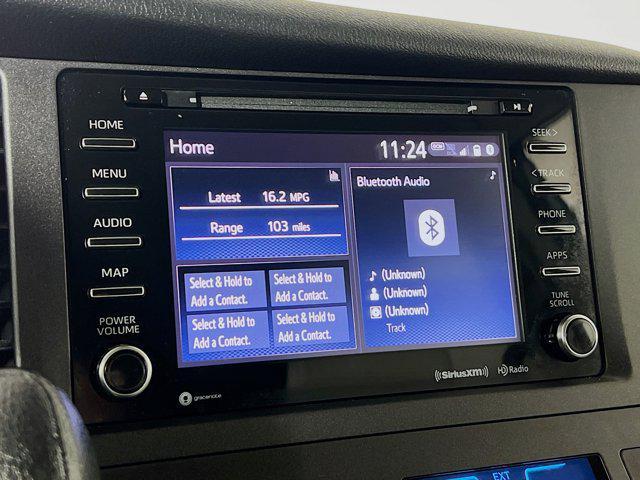 HOME
MENU
AUDIO
MAP
POWER
VOLUME
Home
11:24
DCM
Latest 16.2 MPG
Range 103 miles
Select & Hold to
Add a Contact.
Select & Hold to
Add a Contact.
Select & Hold to
Add a Contact.
Select & Hold to
Add a Contact.
Bluetooth Audio
(Unknown)
(Unknown)
(Unknown)
Track
SEEK >
< TRACK
PHONE
APPS
TUNE
SCROLL
gracenote
((SiriusXM))
HD Radio
EXT